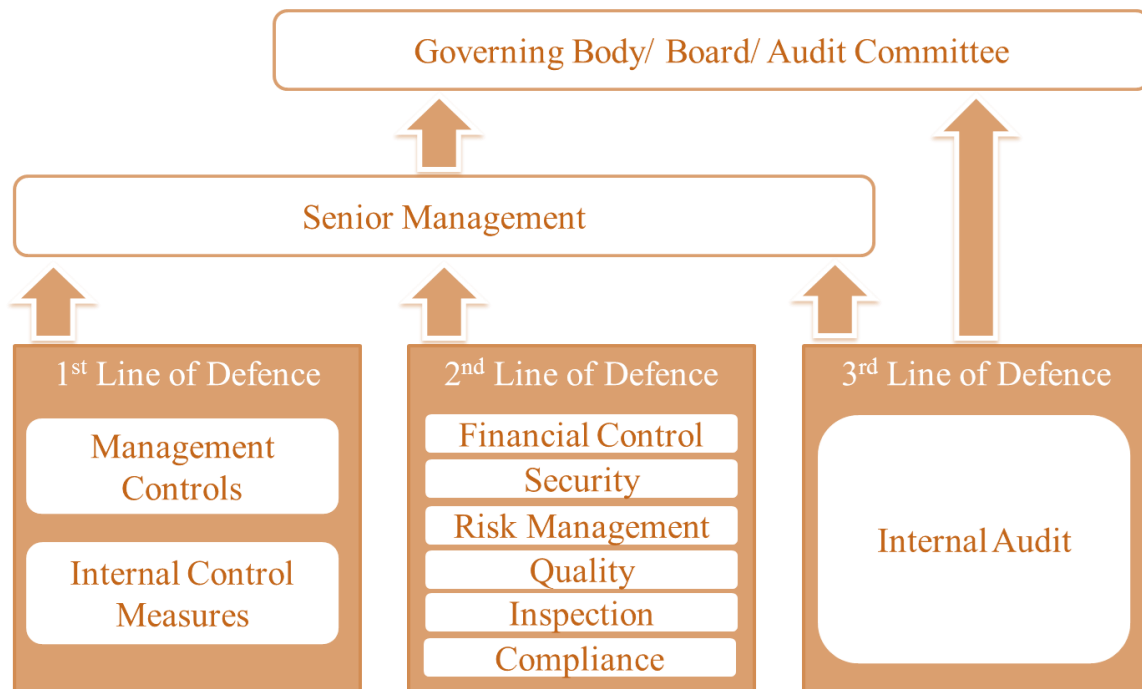 Governing Body/ Board/ Audit Committee
Senior Management
1st Line of Defence
Management
Controls
Internal Control
Measures
2nd Line of Defence
Financial Control
Security
Risk Management
Quality
Inspection
Compliance
3rd Line of Defence
Internal Audit